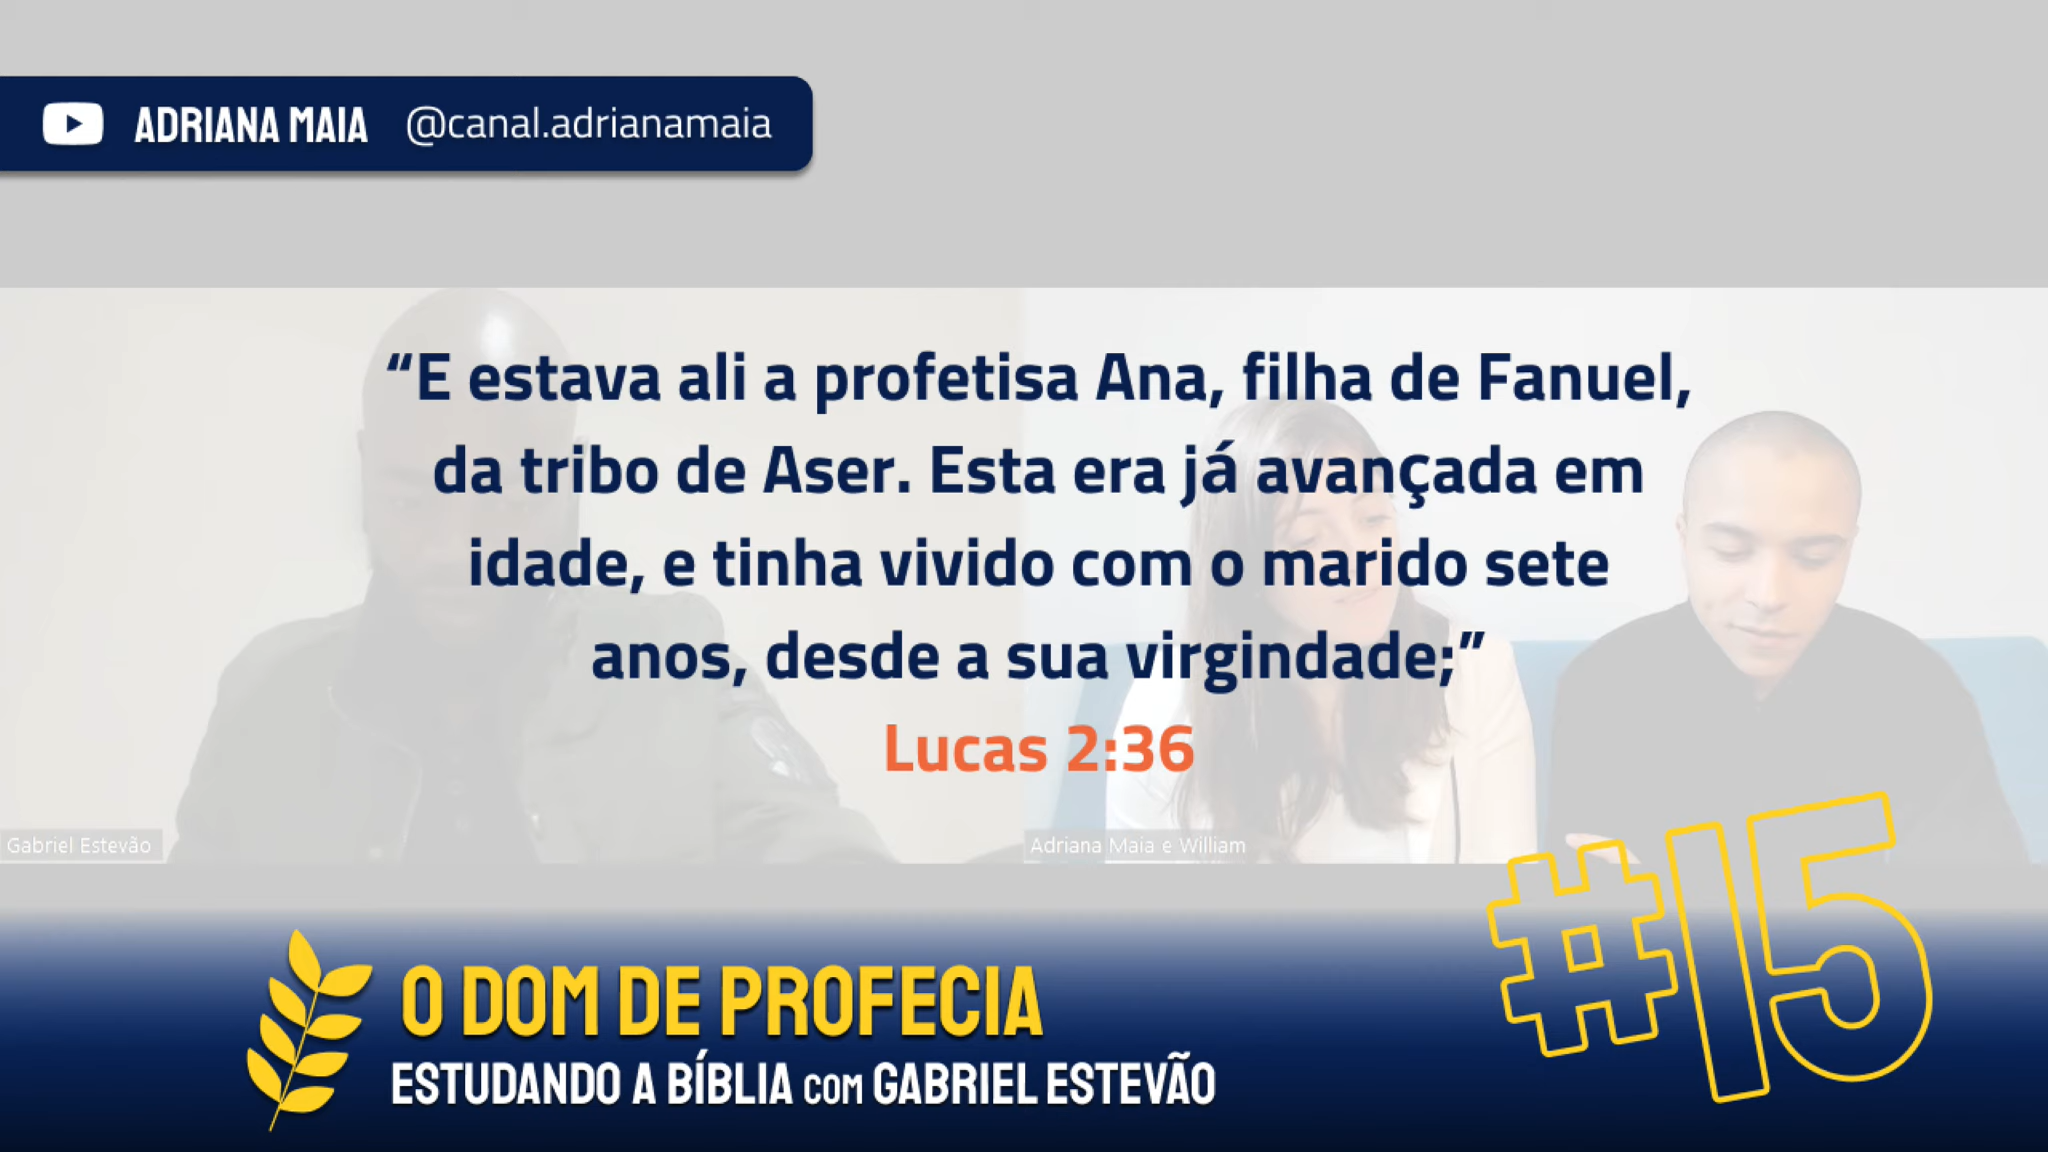 ADRIANA MAIA @canal.adrianamaia
“E estava ali a profetisa Ana, filha de Fanuel,
da tribo de Aser. Esta era já avançada em
idade, e tinha vivido com o marido sete
anos, desde a sua virgindade;”
Lucas 2:36
Gabriel Estevão
Adriana Maia e William
#15
O DOM DE PROFECIA
ESTUDANDO A BÍBLIA COM GABRIEL ESTEVÃO